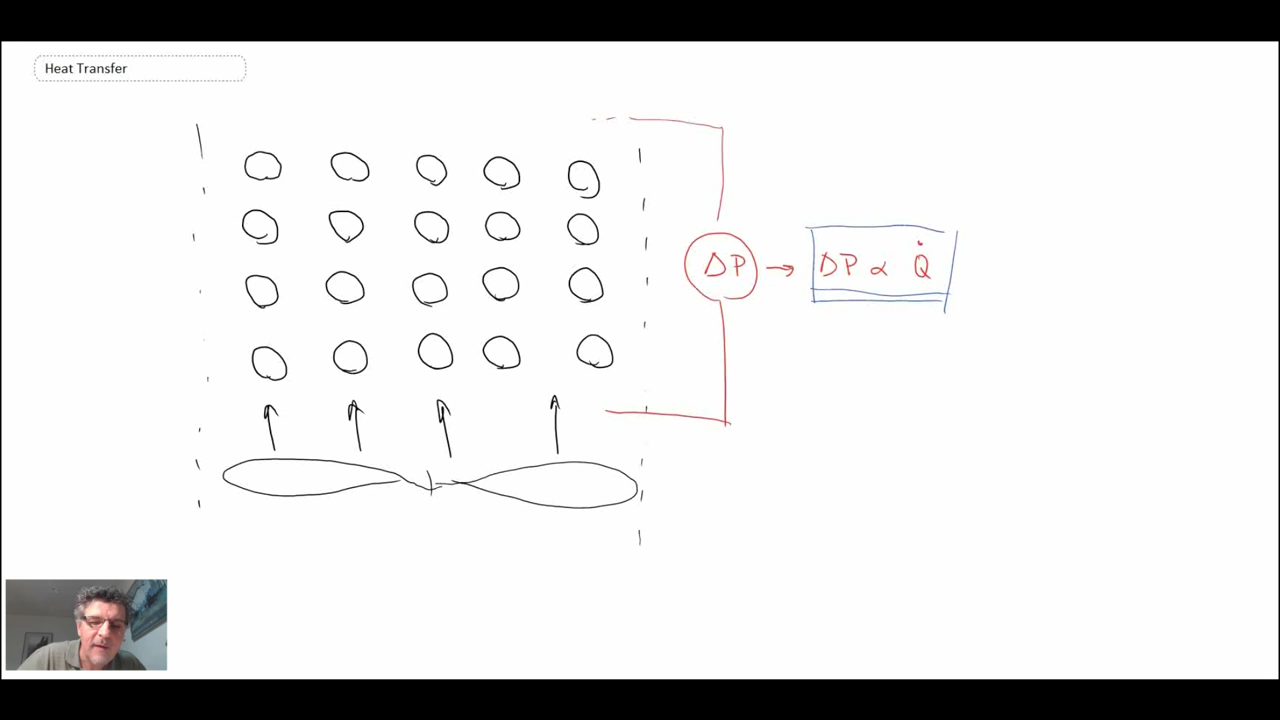 Heat Transfer
ΔP → ΔP ∝ Q̇